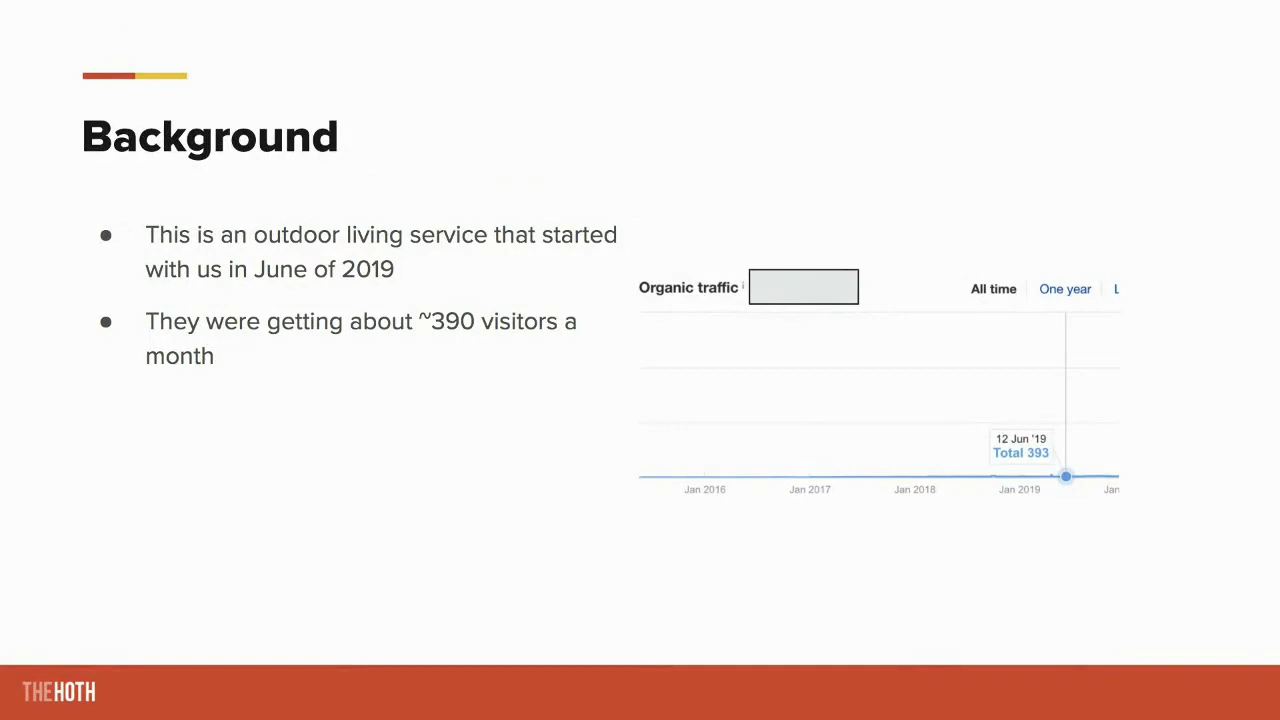 Background
● This is an outdoor living service that started
with us in June of 2019
● They were getting about ~390 visitors a
month
Organic traffic i
All time One year L
12 Jun '19
Total 393
Jan 2016 Jan 2017 Jan 2018 Jan 2019 Jan
THEHOTH